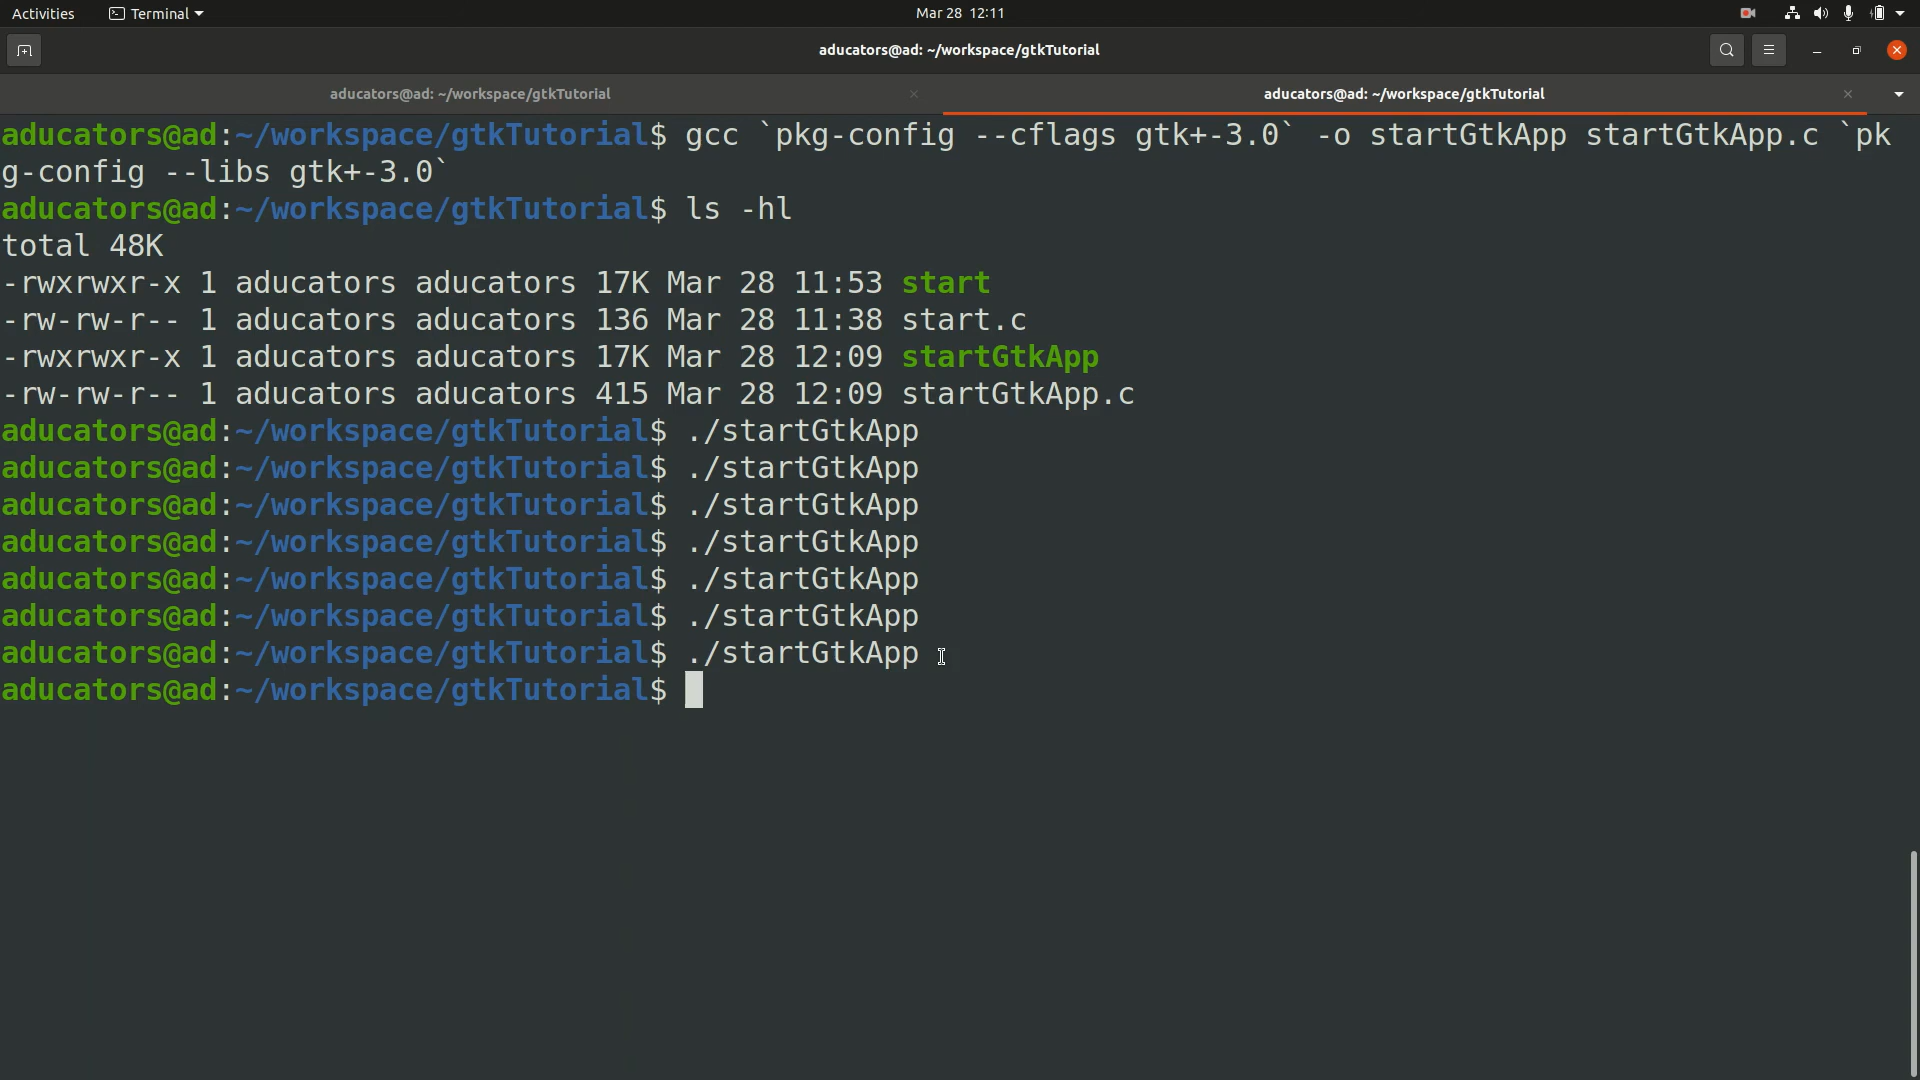 Activities Terminal Mar 28 12:11
aducators@ad: ~/workspace/gtkTutorial
aducators@ad: ~/workspace/gtkTutorial aducators@ad: ~/workspace/gtkTutorial
aducators@ad:~/workspace/gtkTutorial$ gcc `pkg-config --cflags gtk+-3.0` -o startGtkApp startGtkApp.c `pk
g-config --libs gtk+-3.0`
aducators@ad:~/workspace/gtkTutorial$ ls -hl
total 48K
-rwxrwxr-x 1 aducators aducators 17K Mar 28 11:53 start
-rw-rw-r-- 1 aducators aducators 136 Mar 28 11:38 start.c
-rwxrwxr-x 1 aducators aducators 17K Mar 28 12:09 startGtkApp
-rw-rw-r-- 1 aducators aducators 415 Mar 28 12:09 startGtkApp.c
aducators@ad:~/workspace/gtkTutorial$ ./startGtkApp
aducators@ad:~/workspace/gtkTutorial$ ./startGtkApp
aducators@ad:~/workspace/gtkTutorial$ ./startGtkApp
aducators@ad:~/workspace/gtkTutorial$ ./startGtkApp
aducators@ad:~/workspace/gtkTutorial$ ./startGtkApp
aducators@ad:~/workspace/gtkTutorial$ ./startGtkApp
aducators@ad:~/workspace/gtkTutorial$ ./startGtkApp
aducators@ad:~/workspace/gtkTutorial$